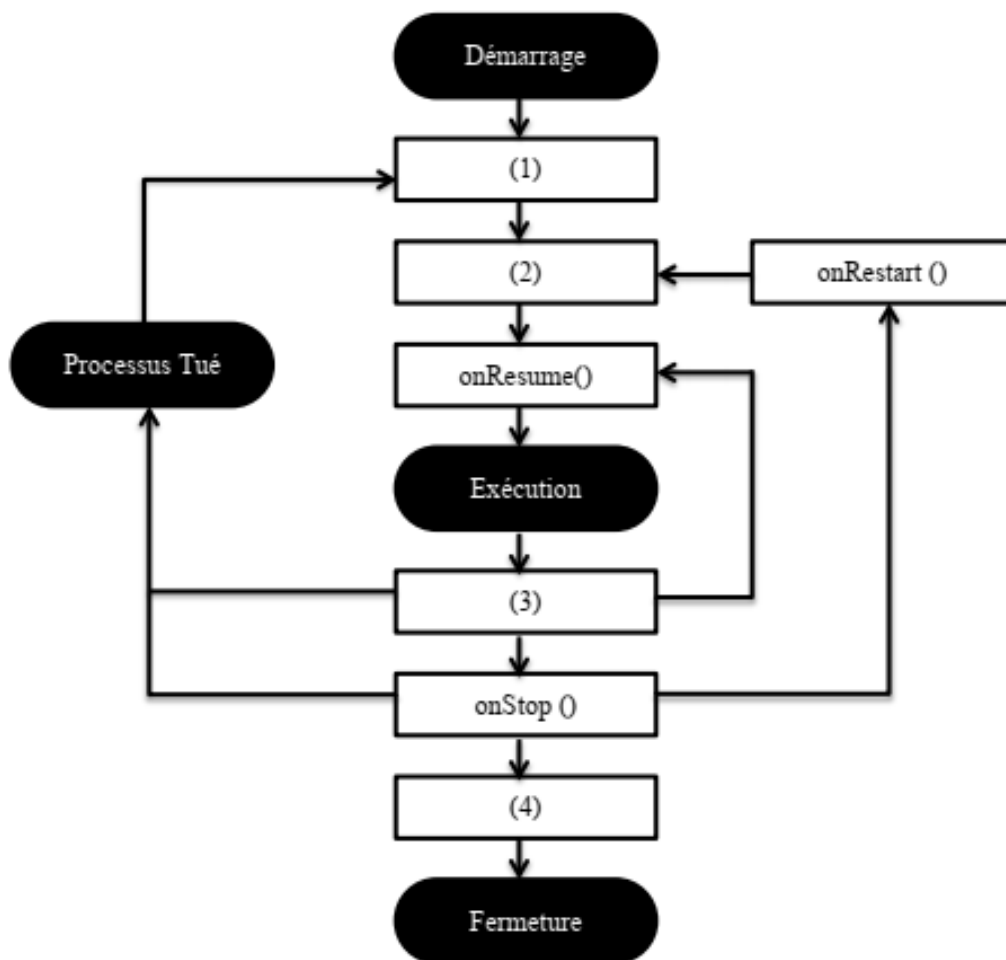 Démarrage
(1)
(2)
onRestart ()
Processus Tué
onResume()
Exécution
(3)
onStop ()
(4)
Fermeture